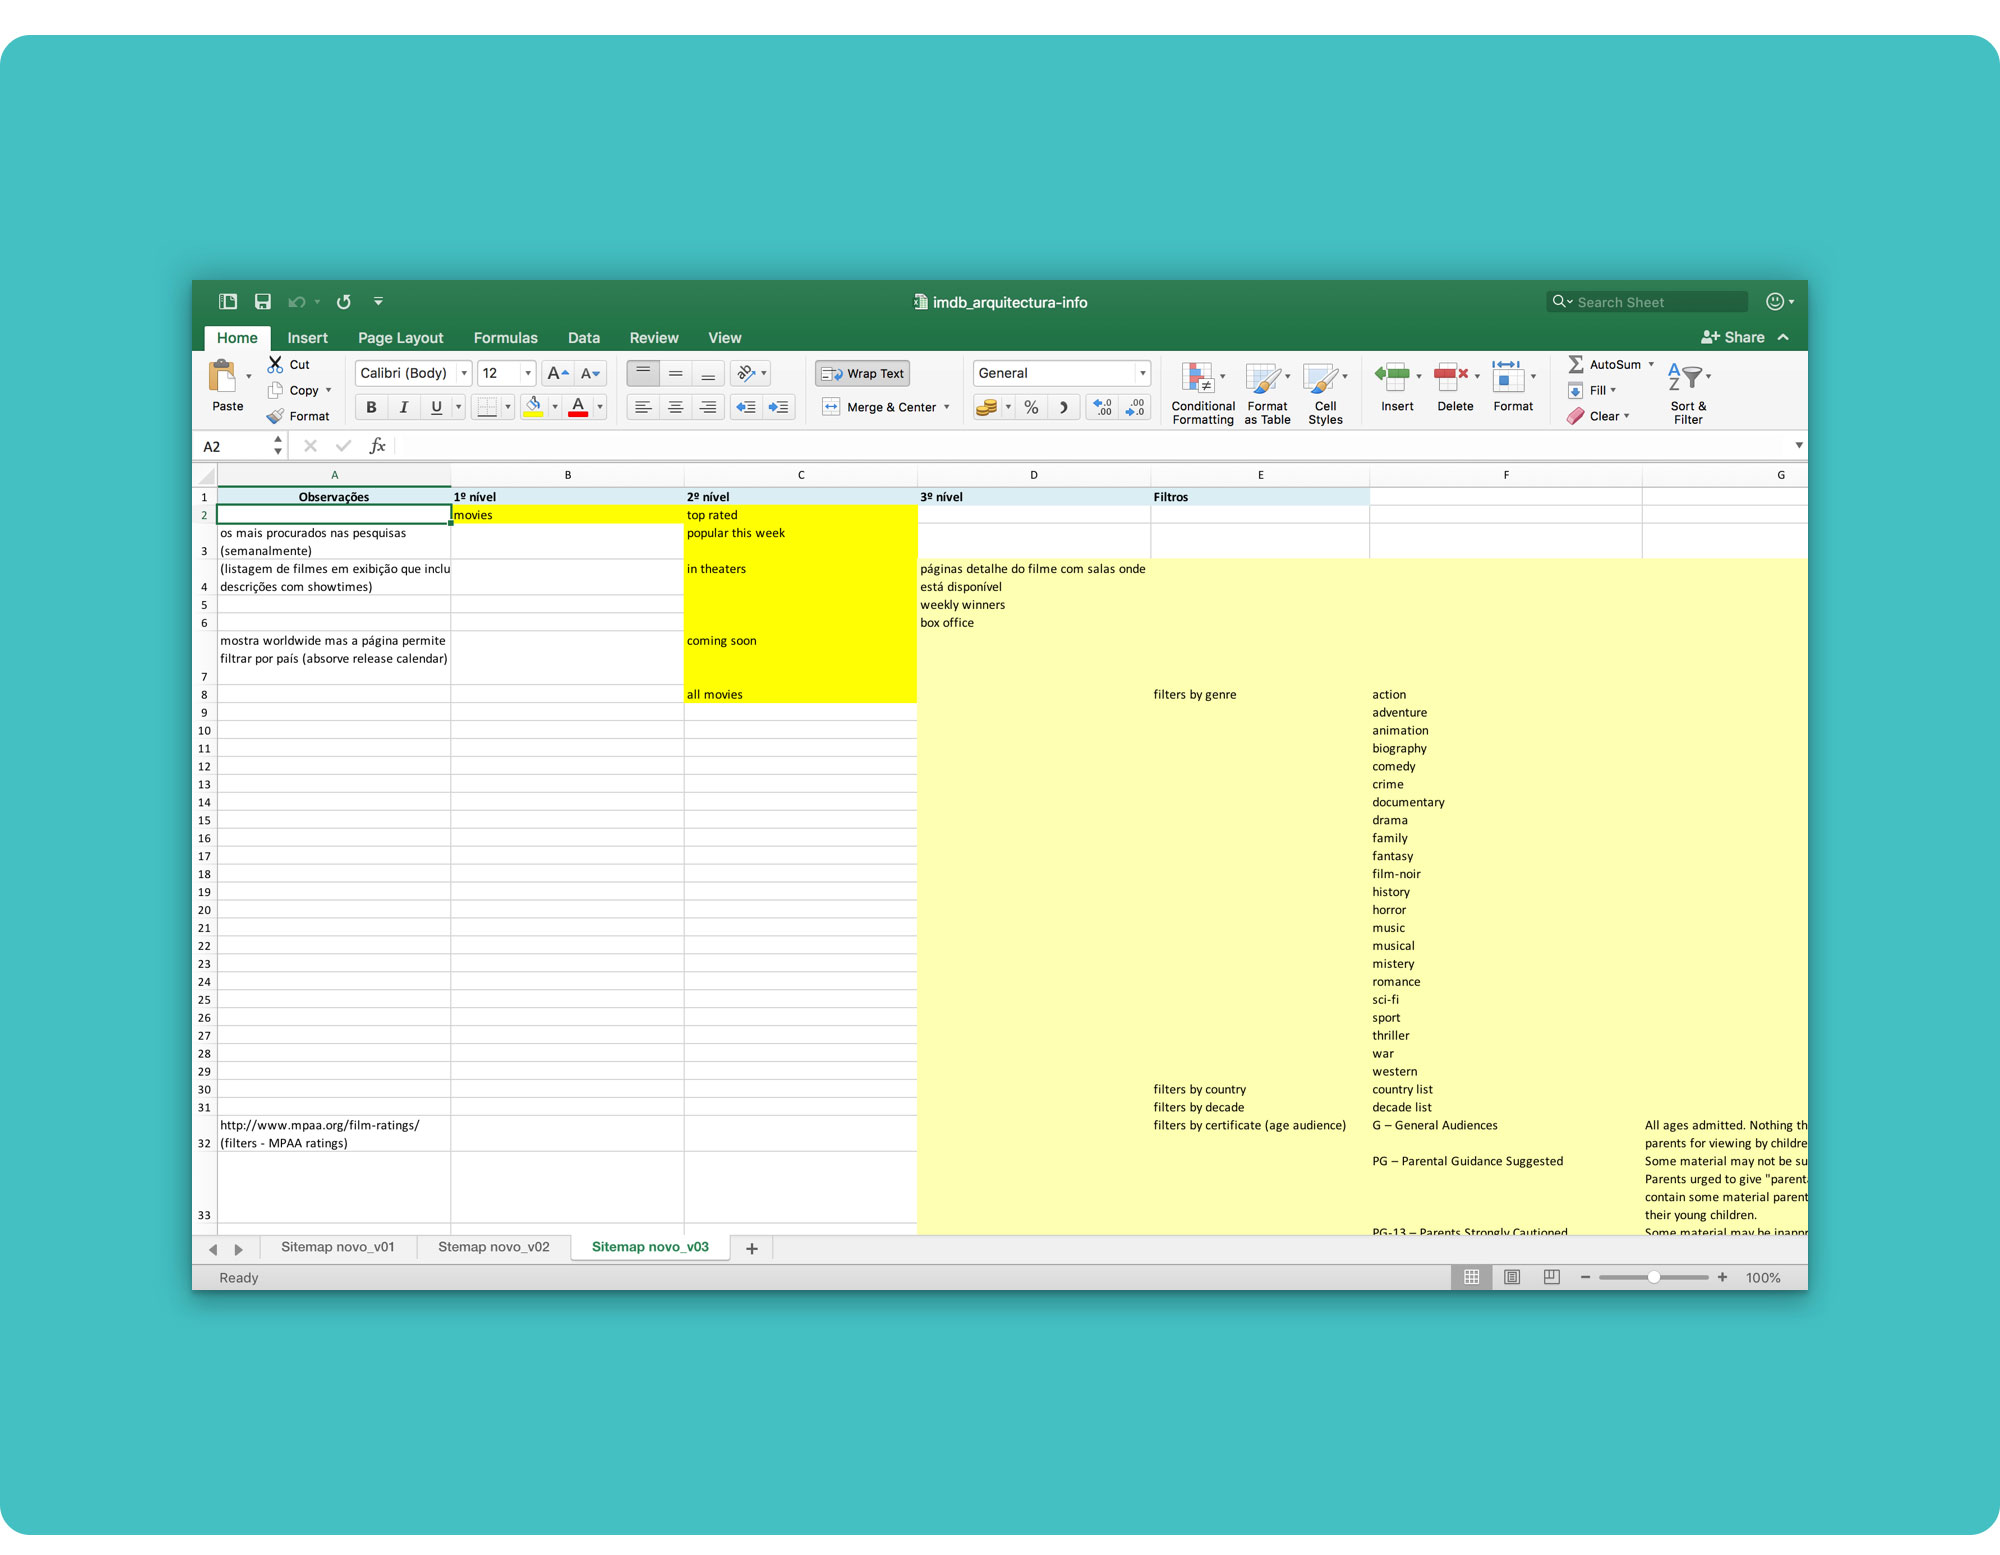 imdb_arquitectura-info
Search Sheet
Home Insert Page Layout Formulas Data Review View
Share
Paste
Cut
Copy
Format
Calibri (Body) 12
B I U
Wrap Text
Merge & Center
General
Conditional Formatting
Format as Table
Cell Styles
Insert
Delete
Format
AutoSum
Fill
Clear
Sort & Filter
A2 fx
A B C D E F G
1 Observações 1º nível 2º nível 3º nível Filtros
2 movies top rated
3 os mais procurados nas pesquisas popular this week
(semanalmente)
4 (listagem de filmes em exibição que inclu in theaters páginas detalhe do filme com salas onde
descrições com showtimes) está disponível
5 weekly winners
6 box office
7 mostra worldwide mas a página permite coming soon
filtrar por país (absorve release calendar)
8 all movies filters by genre action
9 adventure
10 animation
11 biography
12 comedy
13 crime
14 documentary
15 drama
16 family
17 fantasy
18 film-noir
19 history
20 horror
21 music
22 musical
23 mistery
24 romance
25 sci-fi
26 sport
27 thriller
28 war
29 western
30 filters by country country list
31 filters by decade decade list
32 http://www.mpaa.org/film-ratings/ filters by certificate (age audience) G – General Audiences All ages admitted. Nothing th
(filters - MPAA ratings) parents for viewing by childre
33 PG – Parental Guidance Suggested Some material may not be su
Parents urged to give "parent
contain some material parent
their young children.
PG-13 – Parents Strongly Cautioned Some material may be inappr
Sitemap novo_v01 Stemap novo_v02 Sitemap novo_v03
Ready 100%